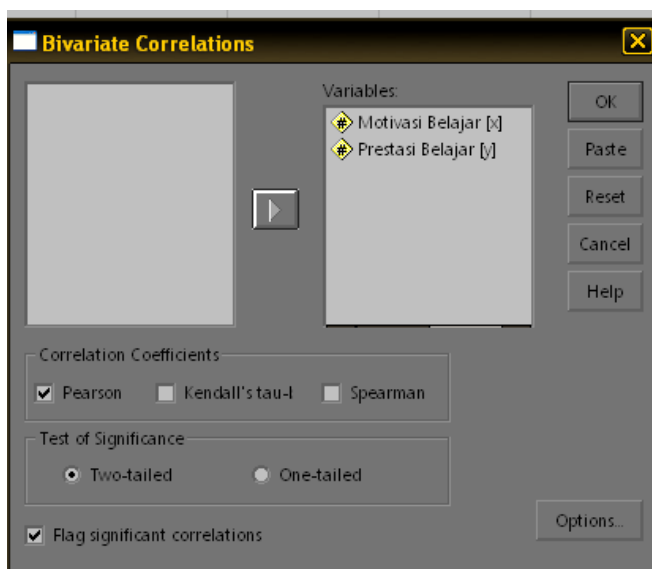 Bivariate Correlations
Variables:
Motivasi Belajar [x]
Prestasi Belajar [y]
OK
Paste
Reset
Cancel
Help
Correlation Coefficients
Pearson Kendall's tau-l Spearman
Test of Significance
Two-tailed One-tailed
Flag significant correlations
Options...